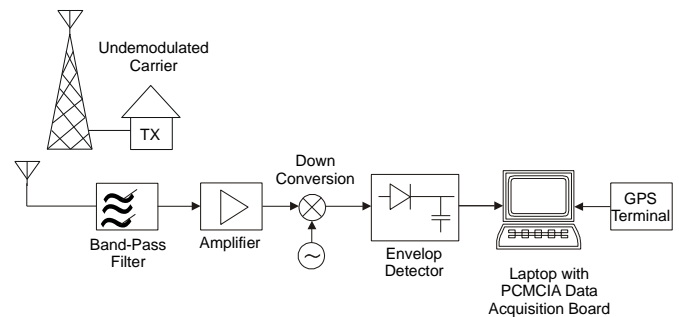 Undemodulated
Carrier
TX
Down
Conversion
Band-Pass
Filter
Amplifier
Envelop
Detector
GPS
Terminal
Laptop with
PCMCIA Data
Acquisition Board